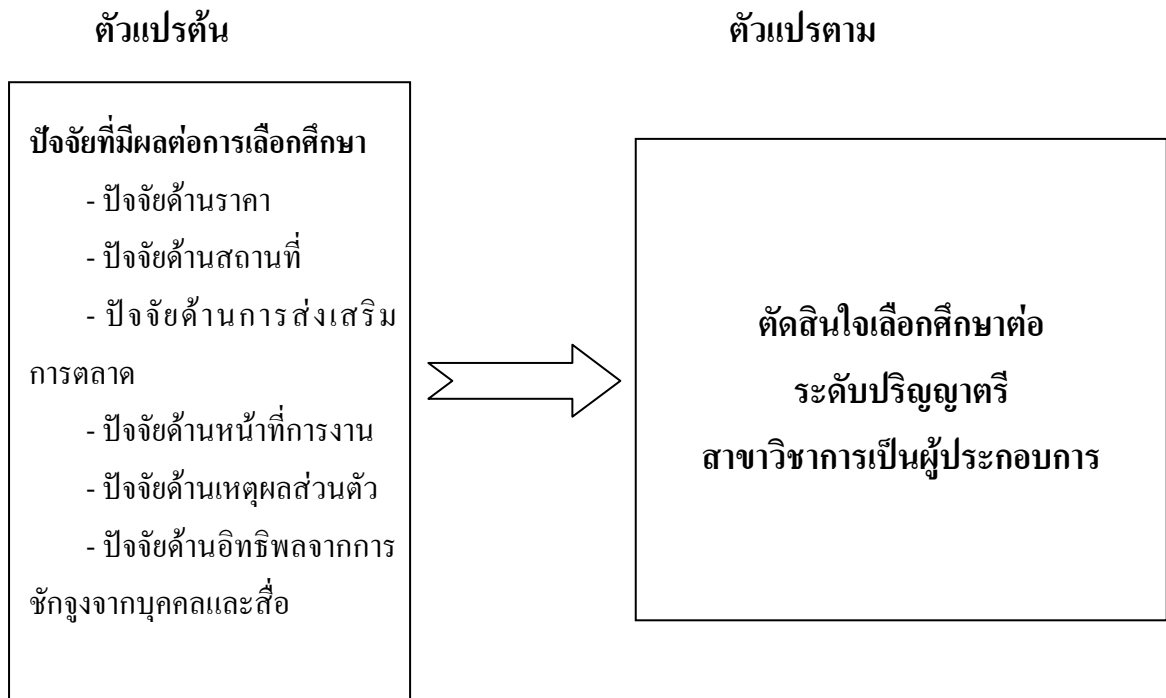 ตัวแปรต้น
ตัวแปรตาม
ปัจจัยที่มีผลต่อการเลือกศึกษา
- ปัจจัยด้านราคา
- ปัจจัยด้านสถานที่
- ปัจจัยด้านการส่งเสริม
การตลาด
- ปัจจัยด้านหน้าที่การงาน
- ปัจจัยด้านเหตุผลส่วนตัว
- ปัจจัยด้านอิทธิพลจากการ
ชักจูงจากบุคคลและสื่อ
ตัดสินใจเลือกศึกษาต่อ
ระดับปริญญาตรี
สาขาวิชาการเป็นผู้ประกอบการ